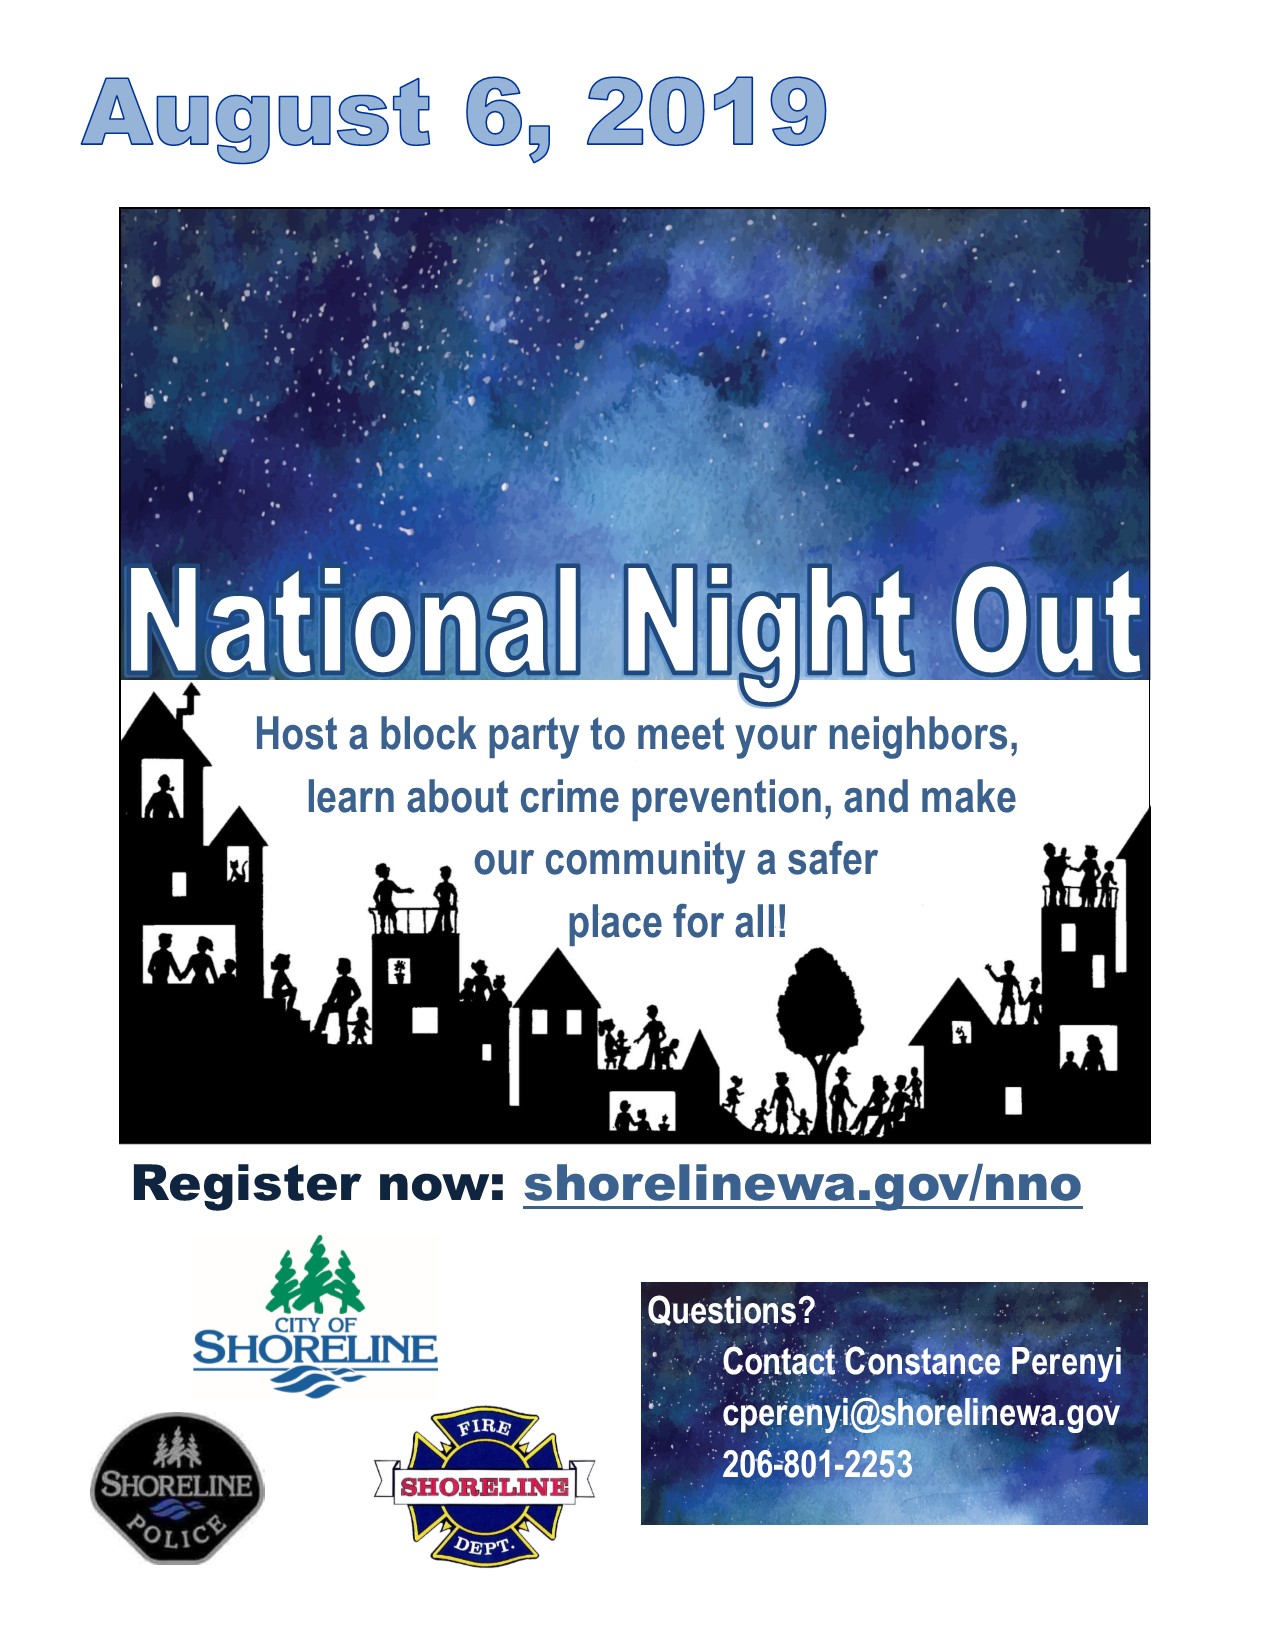 August 6, 2019
National Night Out
Host a block party to meet your neighbors,
learn about crime prevention, and make
our community a safer
place for all!
Register now: shorelinewa.gov/nno
CITY OF
SHORELINE
SHORELINE
POLICE
FIRE
SHORELINE
DEPT.
Questions?
Contact Constance Perenyi
cperenyi@shorelinewa.gov
206-801-2253